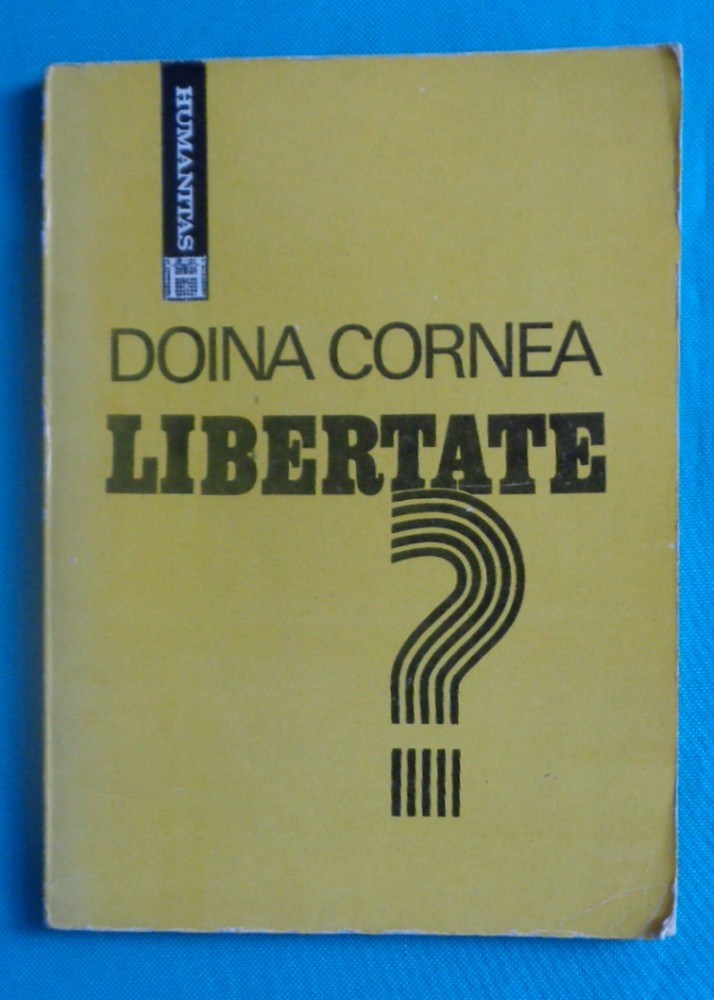 HUMANITAS
DOINA CORNEA
LIBERTATE
?